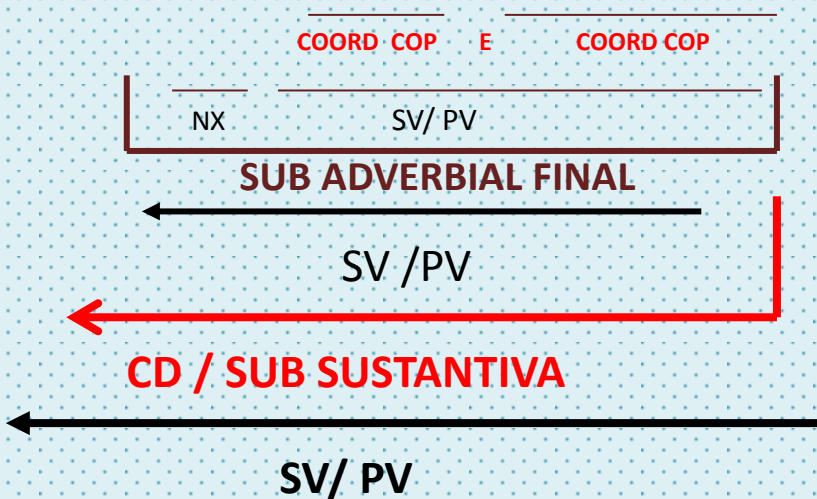 COORD COP E COORD COP
NX SV/ PV
SUB ADVERBIAL FINAL
SV /PV
CD / SUB SUSTANTIVA
SV/ PV